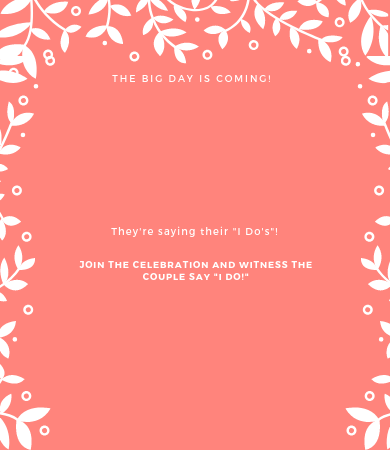 THE BIG DAY IS COMING!
They're saying their "I Do's"!
JOIN THE CELEBRATION AND WITNESS THE
COUPLE SAY "I DO!"